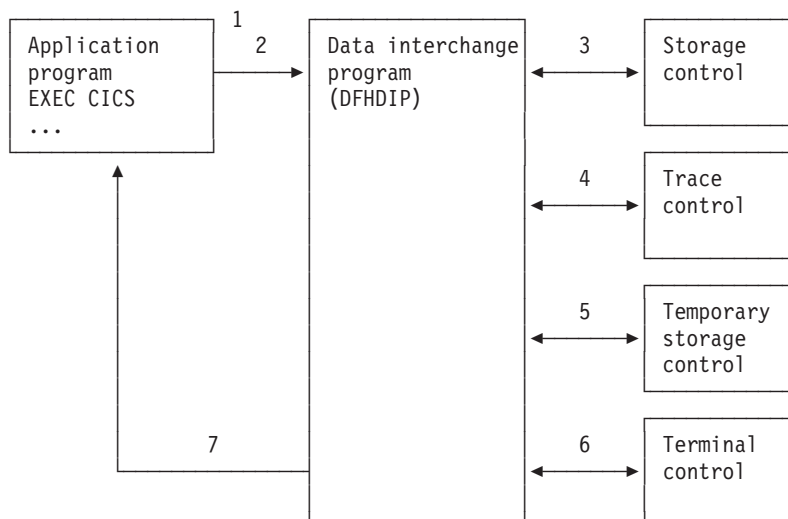 1
Application
program
EXEC CICS
...
2
Data interchange
program
(DFHDIP)
3
Storage
control
4
Trace
control
5
Temporary
storage
control
7
6
Terminal
control